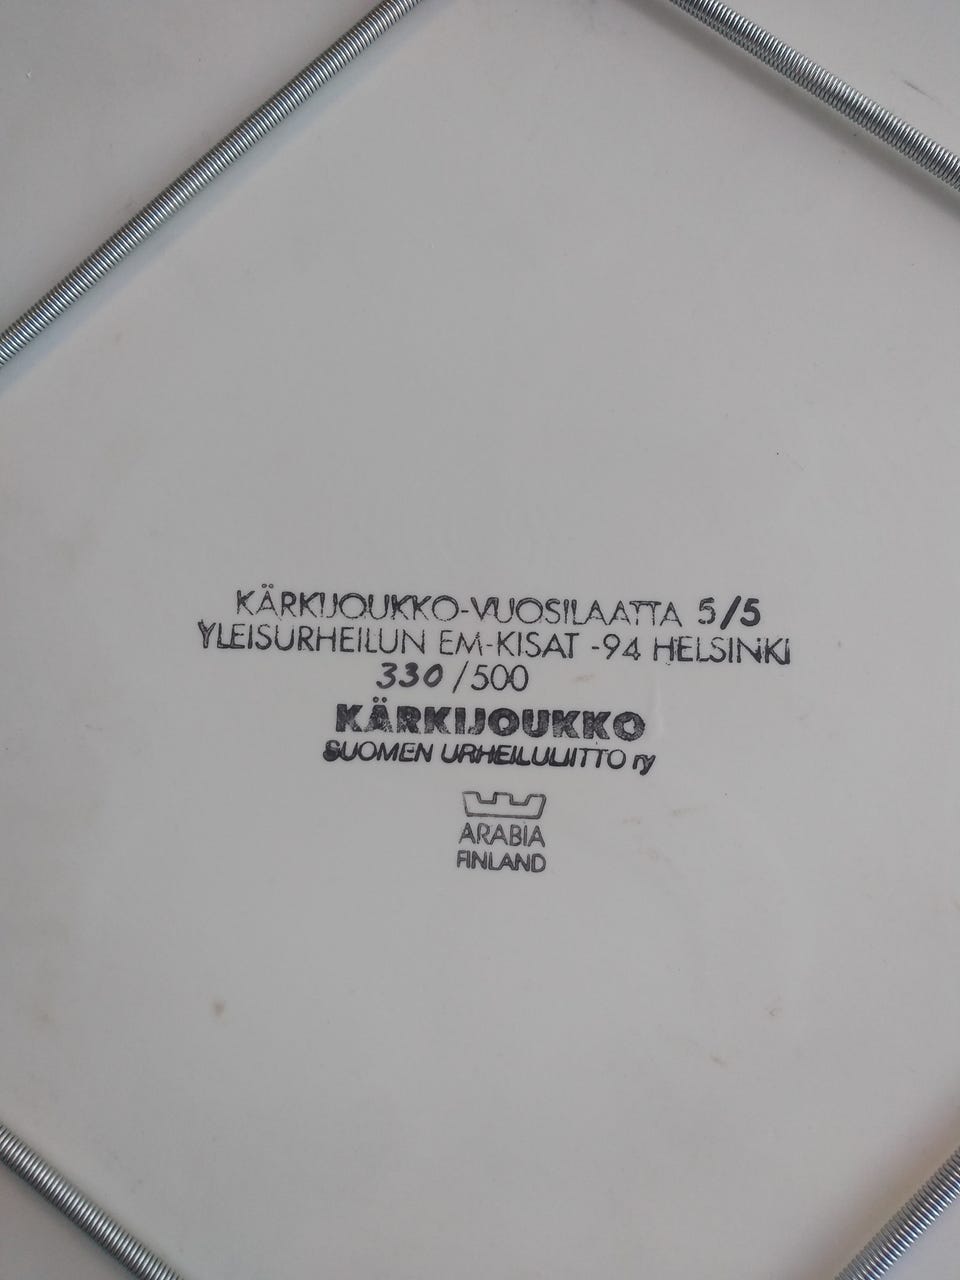 KÄRKIJOUKKO-VUOSILAATTA 5/5
YLEISURHEILUN EM-KISAT -94 HELSINKI
330/500
KÄRKIJOUKKO
SUOMEN URHEILULIITTO ry
ARABIA
FINLAND